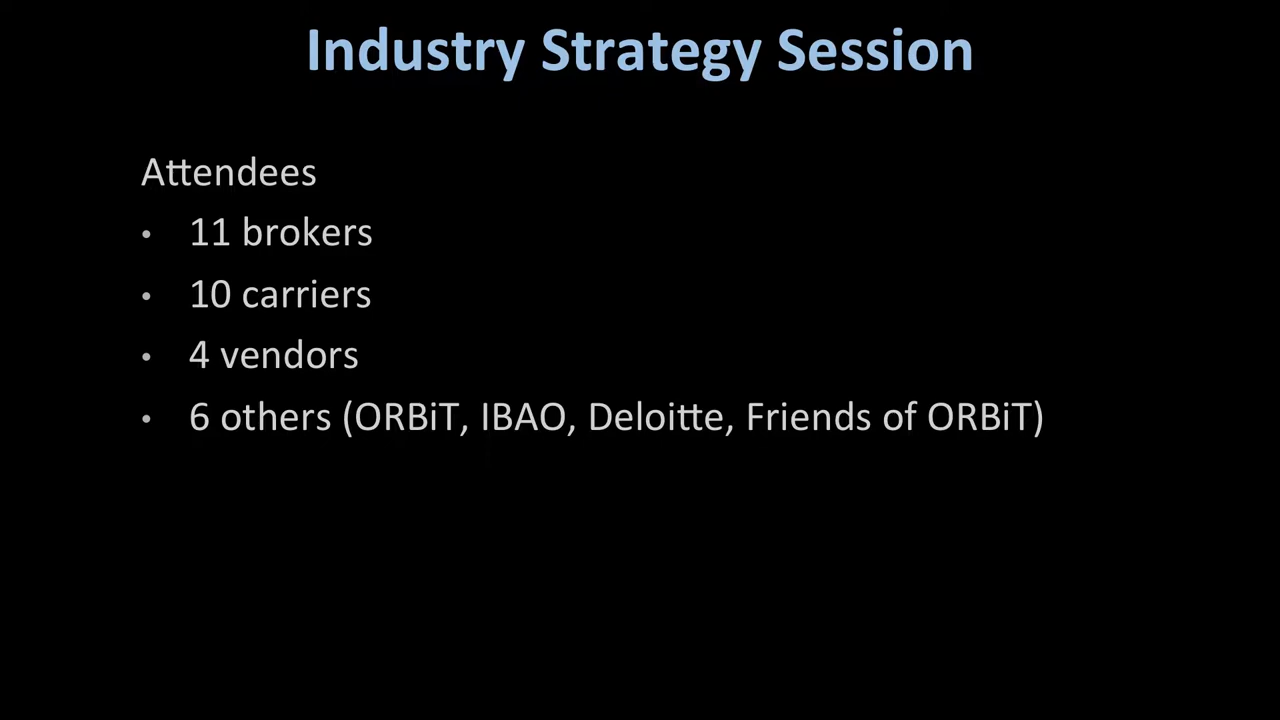 Industry Strategy Session
Attendees
• 11 brokers
• 10 carriers
• 4 vendors
• 6 others (ORBiT, IBAO, Deloitte, Friends of ORBiT)